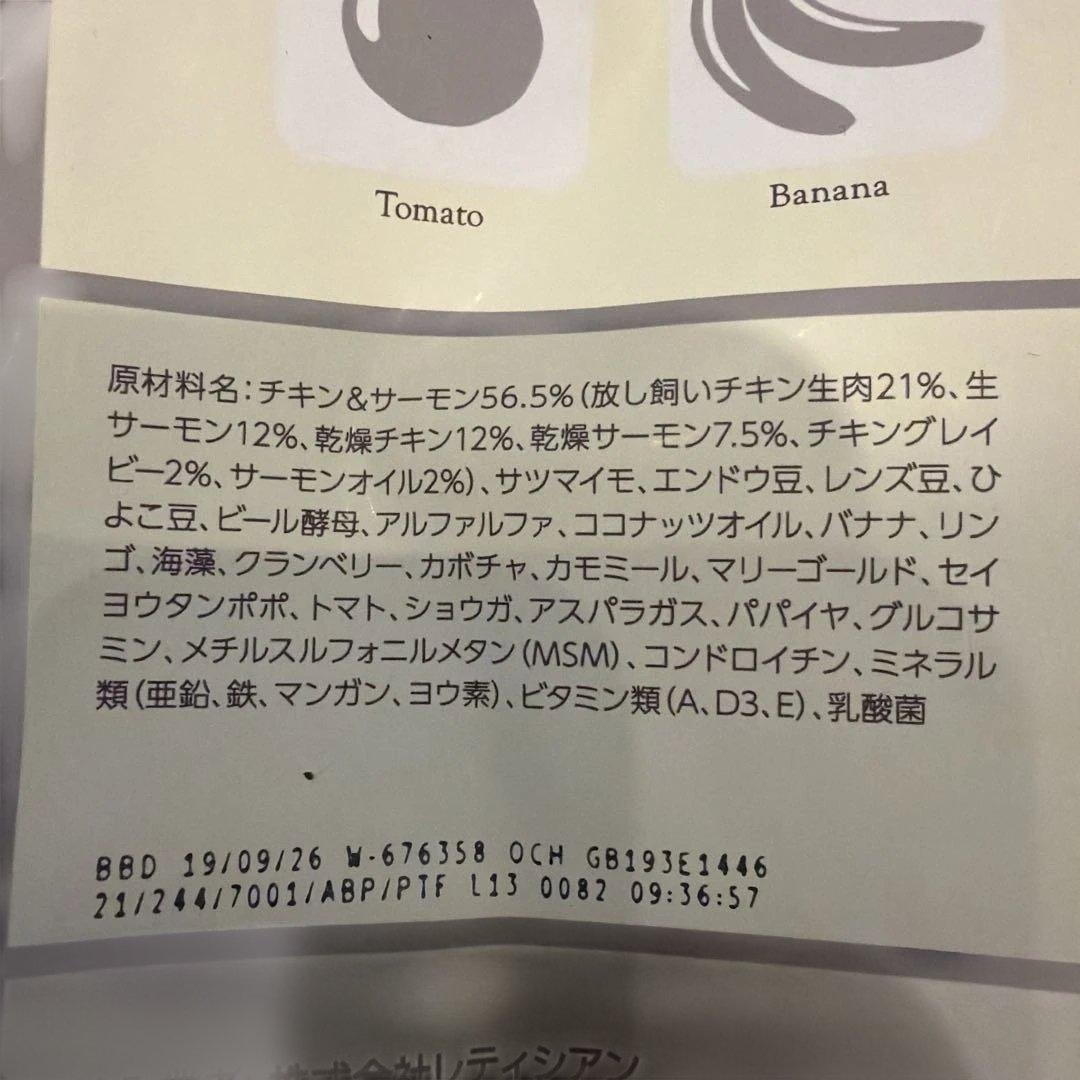 Tomato
Banana
原材料名：チキン&サーモン56.5%（放し飼いチキン生肉21%、生
サーモン12%、乾燥チキン12%、乾燥サーモン7.5%、チキングレイ
ビー2%、サーモンオイル2%）、サツマイモ、エンドウ豆、レンズ豆、ひ
よこ豆、ビール酵母、アルファルファ、ココナッツオイル、バナナ、リン
ゴ、海藻、クランベリー、カボチャ、カモミール、マリーゴールド、セイ
ヨウタンポポ、トマト、ショウガ、アスパラガス、パパイヤ、グルコサ
ミン、メチルスルフォニルメタン（MSM）、コンドロイチン、ミネラル
類（亜鉛、鉄、マンガン、ヨウ素）、ビタミン類（A、D3、E）、乳酸菌
BBD 19/09/26 W-676358 OCH GB193E1446
21/244/7001/ABP/PTF L13 0082 09:36:57
株式会社レティシアン